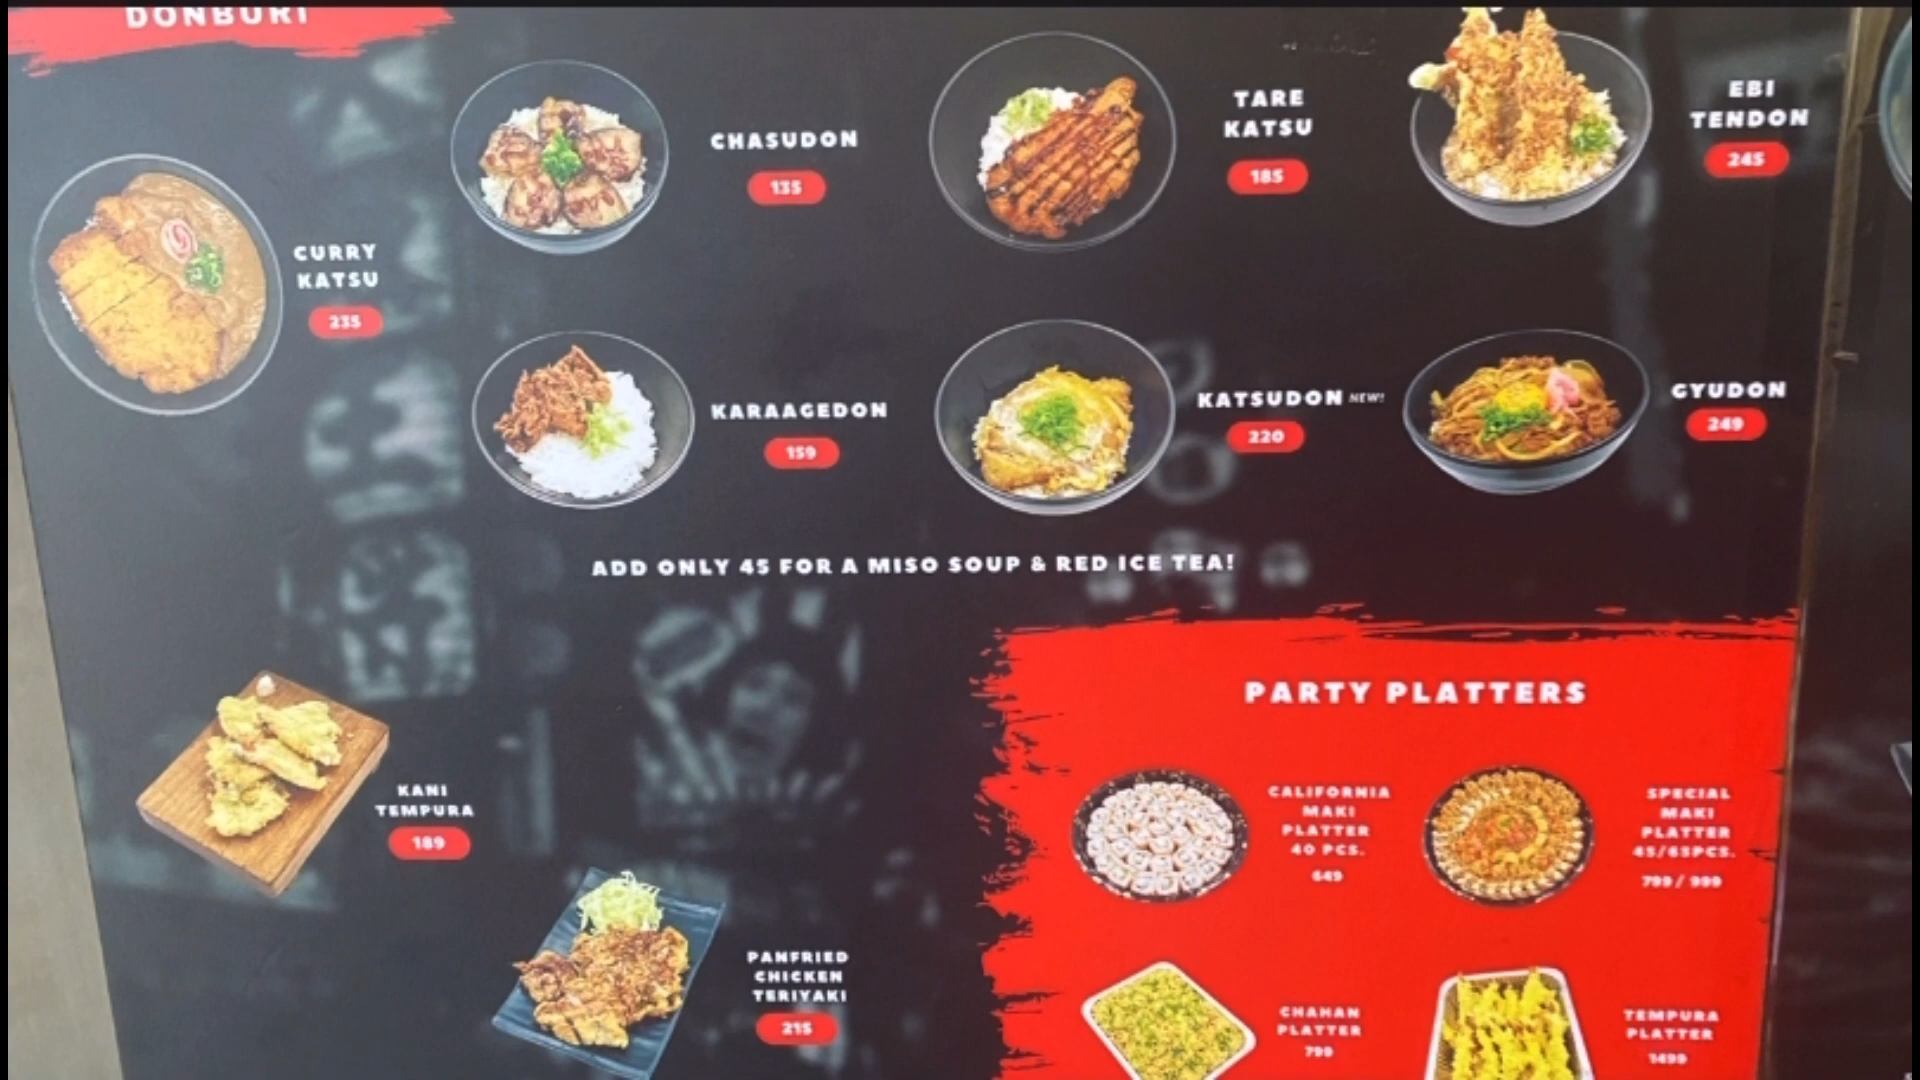 DONBURI
CURRY
KATSU
235
CHASUDON
135
TARE
KATSU
185
EBI
TENDON
245
KARAAGEDON
159
KATSUDON NEW!
220
GYUDON
249
ADD ONLY 45 FOR A MISO SOUP & RED ICE TEA!
KANI
TEMPURA
189
PANFRIED
CHICKEN
TERIYAKI
215
PARTY PLATTERS
CALIFORNIA
MAKI
PLATTER
40 PCS.
649
SPECIAL
MAKI
PLATTER
45/65PCS.
799 / 999
CHAHAN
PLATTER
799
TEMPURA
PLATTER
1499